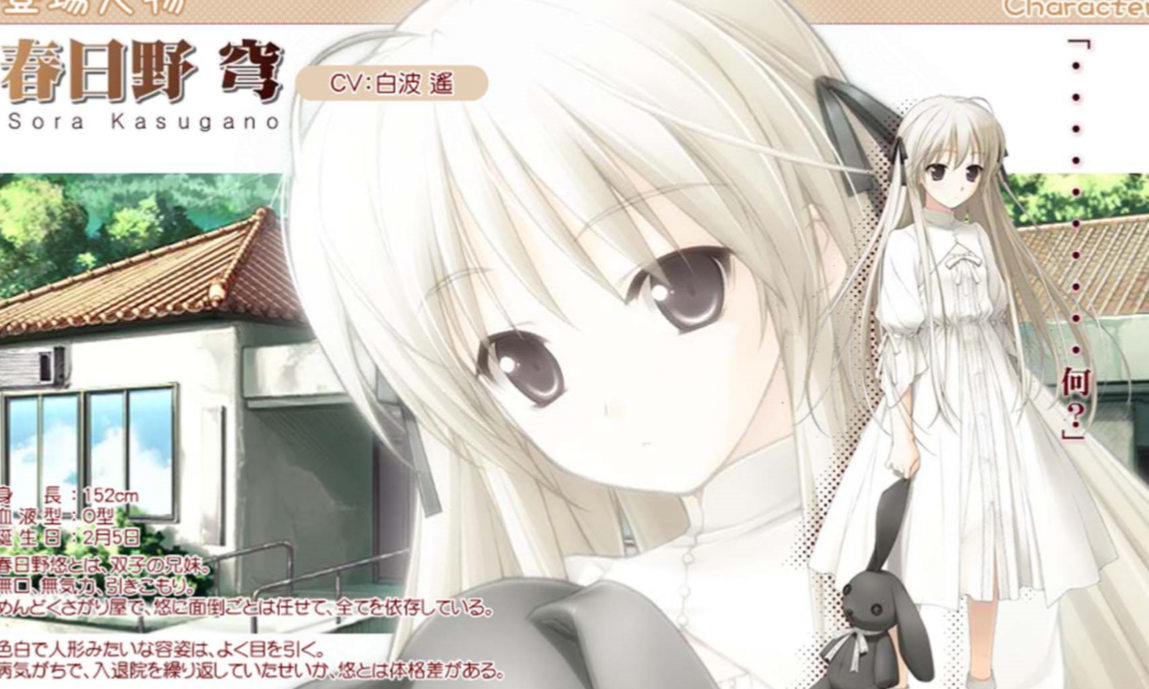 登場人物
Character
春日野 穹
Sora Kasugano
CV:白波 遥
「・・・・・・・・・・何?」
身 長:152cm
血液型:O型
誕生日:2月5日
春日野悠とは、双子の兄妹。
無口、無気力、引きこもり。
めんどくさがり屋で、悠に面倒ごとは任せて、全てを依存している。
色白で人形みたいな容姿は、よく目を引く。
病気がちで、入退院を繰り返していたせいか、悠とは体格差がある。